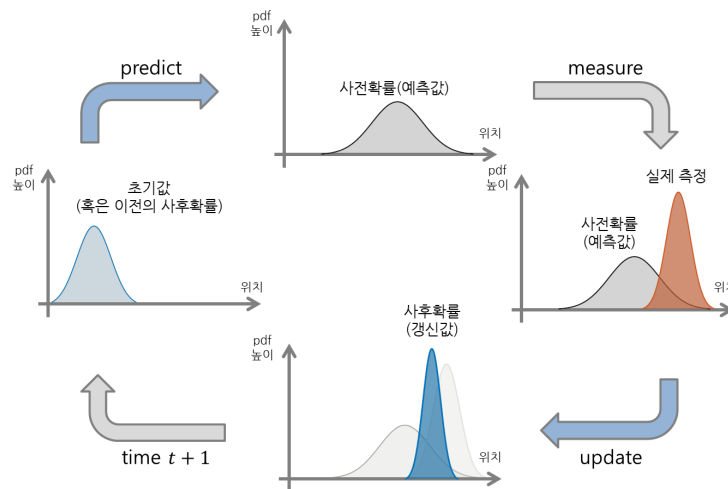 pdf
높이
predict
사전확률(예측값)
위치
measure
pdf
높이
초기값
(혹은 이전의 사후확률)
위치
pdf
높이
실제 측정
사전확률
(예측값)
위치
pdf
높이
사후확률
(갱신값)
위치
time t + 1
update